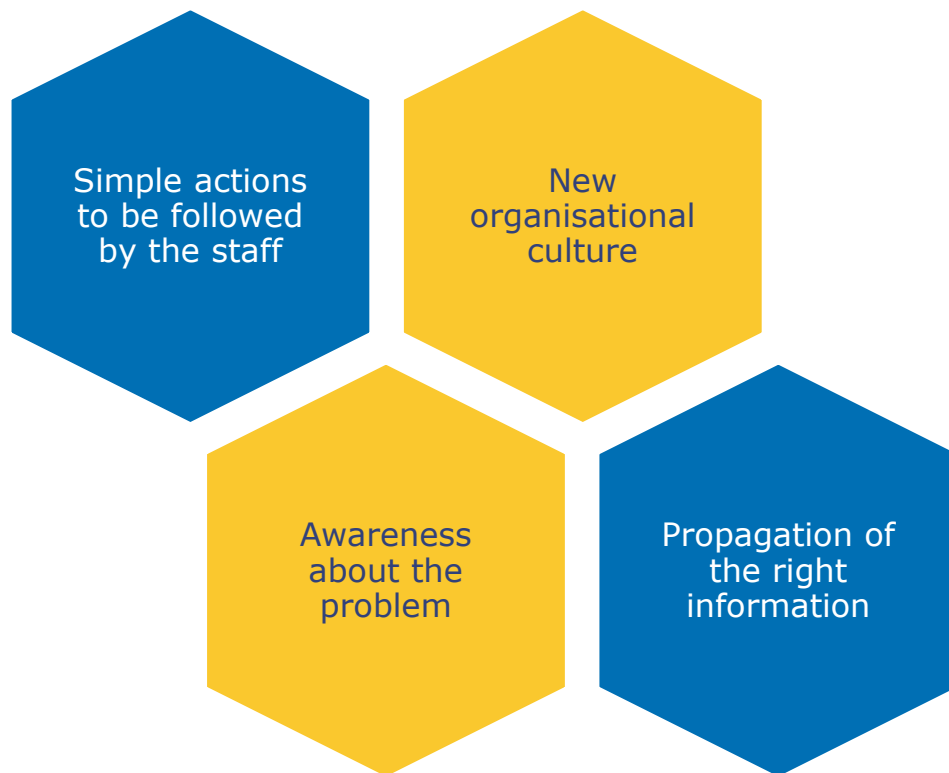 Simple actions
to be followed
by the staff
New
organisational
culture
Awareness
about the
problem
Propagation of
the right
information